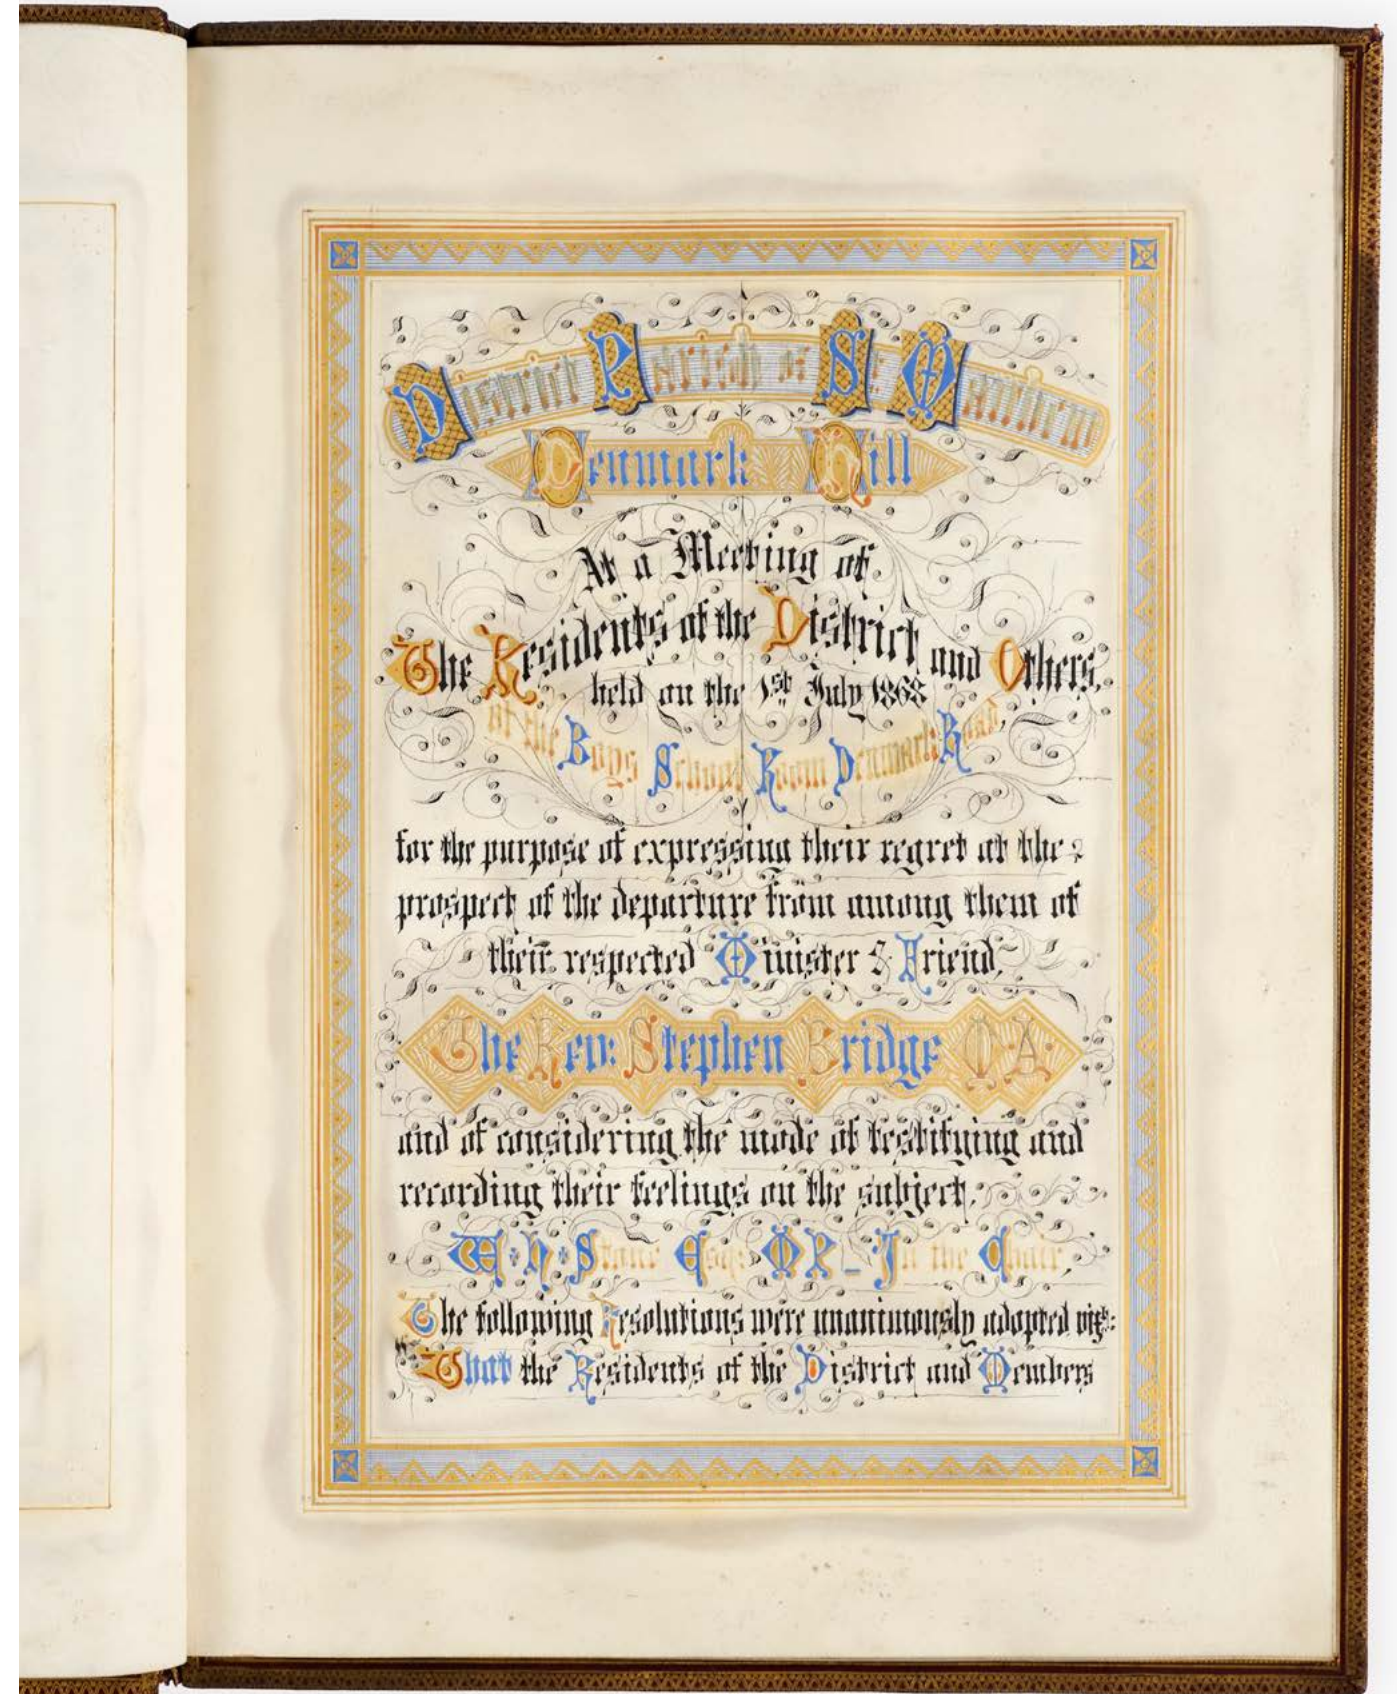 District Parish of St. Matthew
Denmark Hill
At a Meeting of
The Residents of the District and Others,
held on the 1st July 1868
at the Boys School Room Denmark Road,
for the purpose of expressing their regret at the
prospect of the departure from among them of
their respected Minister & Friend,
The Rev: Stephen Bridge M.A.
and of considering the mode of testifying and
recording their feelings on the subject.
W. H. Stone Esq: M P_ In the Chair,
The following Resolutions were unanimously adopted viz:
That the Residents of the District and Members